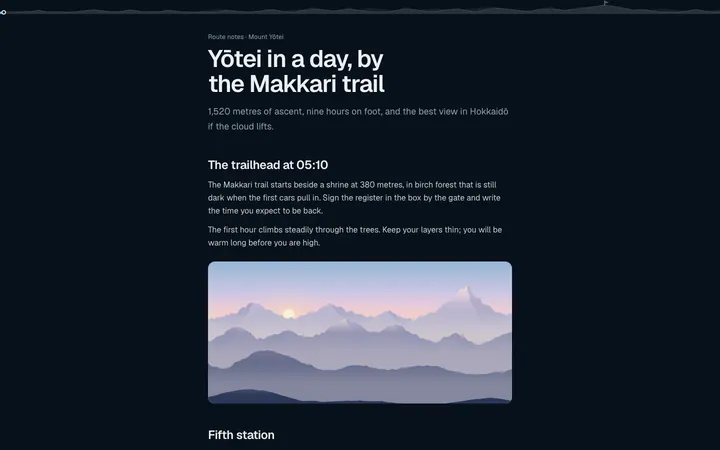 Route notes · Mount Yōtei
Yōtei in a day, by
the Makkari trail
1,520 metres of ascent, nine hours on foot, and the best view in Hokkaidō
if the cloud lifts.
The trailhead at 05:10
The Makkari trail starts beside a shrine at 380 metres, in birch forest that is still
dark when the first cars pull in. Sign the register in the box by the gate and write
the time you expect to be back.
The first hour climbs steadily through the trees. Keep your layers thin; you will be
warm long before you are high.
Fifth station